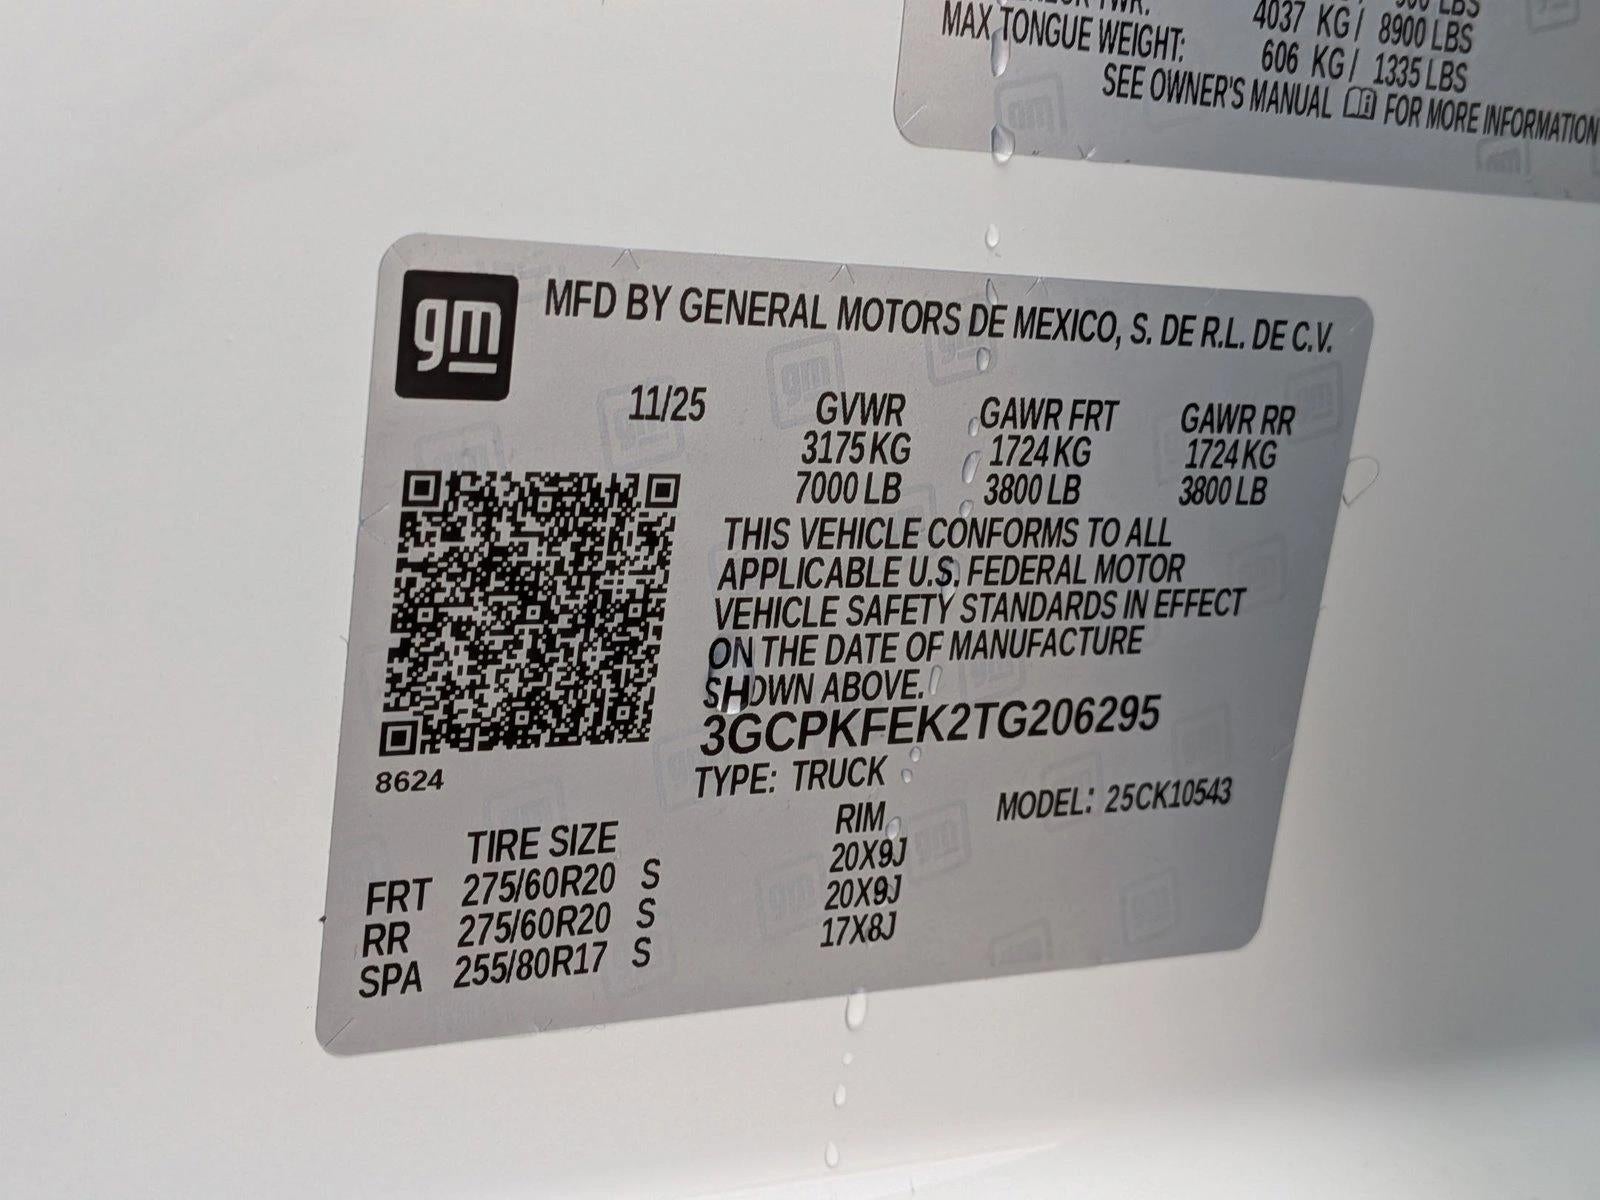 TWR:
4037 KG / 8900 LBS
MAX TONGUE WEIGHT: 606 KG / 1335 LBS
SEE OWNER'S MANUAL FOR MORE INFORMATION
gm
MFD BY GENERAL MOTORS DE MEXICO, S. DE R.L. DE C.V.
11/25 GVWR GAWR FRT GAWR RR
3175 KG 1724 KG 1724 KG
7000 LB 3800 LB 3800 LB
THIS VEHICLE CONFORMS TO ALL
APPLICABLE U.S. FEDERAL MOTOR
VEHICLE SAFETY STANDARDS IN EFFECT
ON THE DATE OF MANUFACTURE
SHOWN ABOVE.
3GCPKFEK2TG206295
8624
TYPE: TRUCK MODEL: 25CK10543
TIRE SIZE RIM
FRT 275/60R20 S 20X9J
RR 275/60R20 S 20X9J
SPA 255/80R17 S 17X8J